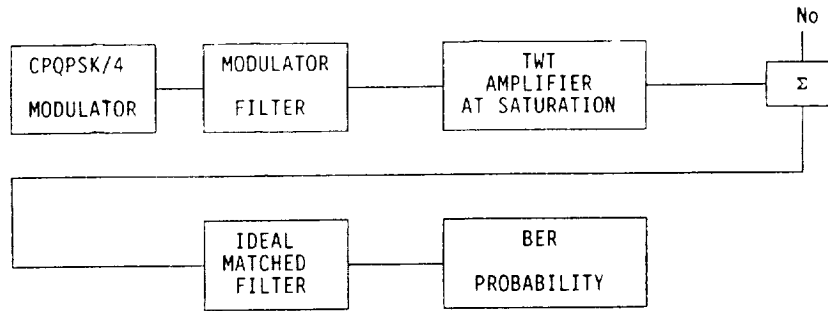 No
CPQPSK/4
MODULATOR
MODULATOR
FILTER
TWT
AMPLIFIER
AT SATURATION
Σ
IDEAL
MATCHED
FILTER
BER
PROBABILITY